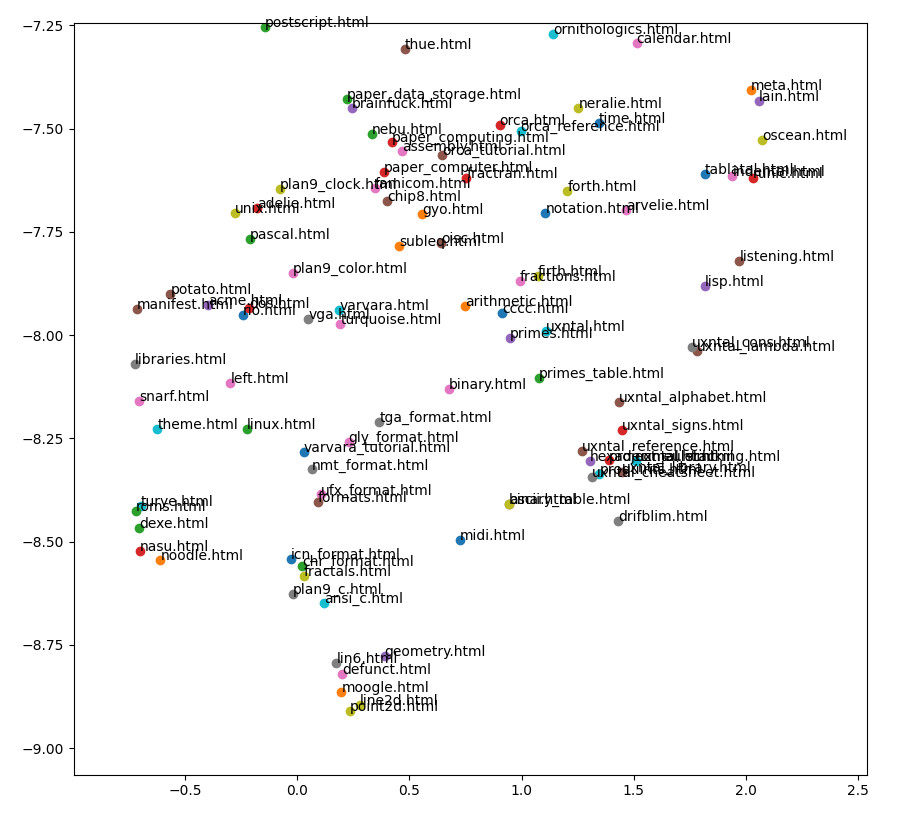 −7.25
postscript.html
ornithologics.html
calendar.html
thue.html
meta.html
lain.html
paper_data_storage.html
brainfuck.html
neralie.html
−7.50
orca.html
time.html
orca_reference.html
nebu.html
paper_computing.html
oscean.html
assembly.html
orca_tutorial.html
paper_computer.html
fractran.html
tablatal.html
indental.html
plan9_clock.html
famicom.html
forth.html
chip8.html
adelie.html
unix.html
gyo.html
notation.html
arvelie.html
−7.75
pascal.html
subleq.html
oisc.html
listening.html
plan9_color.html
firth.html
fractions.html
lisp.html
potato.html
manifest.html
acme.html
dos.html
rio.html
varvara.html
vga.html
turquoise.html
arithmetic.html
cccc.html
−8.00
primes.html
uxntal.html
uxntal_cons.html
uxntal_lambda.html
libraries.html
left.html
binary.html
primes_table.html
snarf.html
uxntal_alphabet.html
theme.html
linux.html
tga_format.html
uxntal_signs.html
−8.25
gly_format.html
varvara_tutorial.html
uxntal_reference.html
nmt_format.html
uxntal_cheatsheet.html
ufx_format.html
formats.html
turye.html
roms.html
ascii_table.html
−8.50
dexe.html
drifblim.html
midi.html
nasu.html
noodle.html
icn_format.html
chr_format.html
fractals.html
plan9_c.html
ansi_c.html
−8.75
geometry.html
lin6.html
defunct.html
moogle.html
line2d.html
point2d.html
−9.00
−0.5
0.0
0.5
1.0
1.5
2.0
2.5